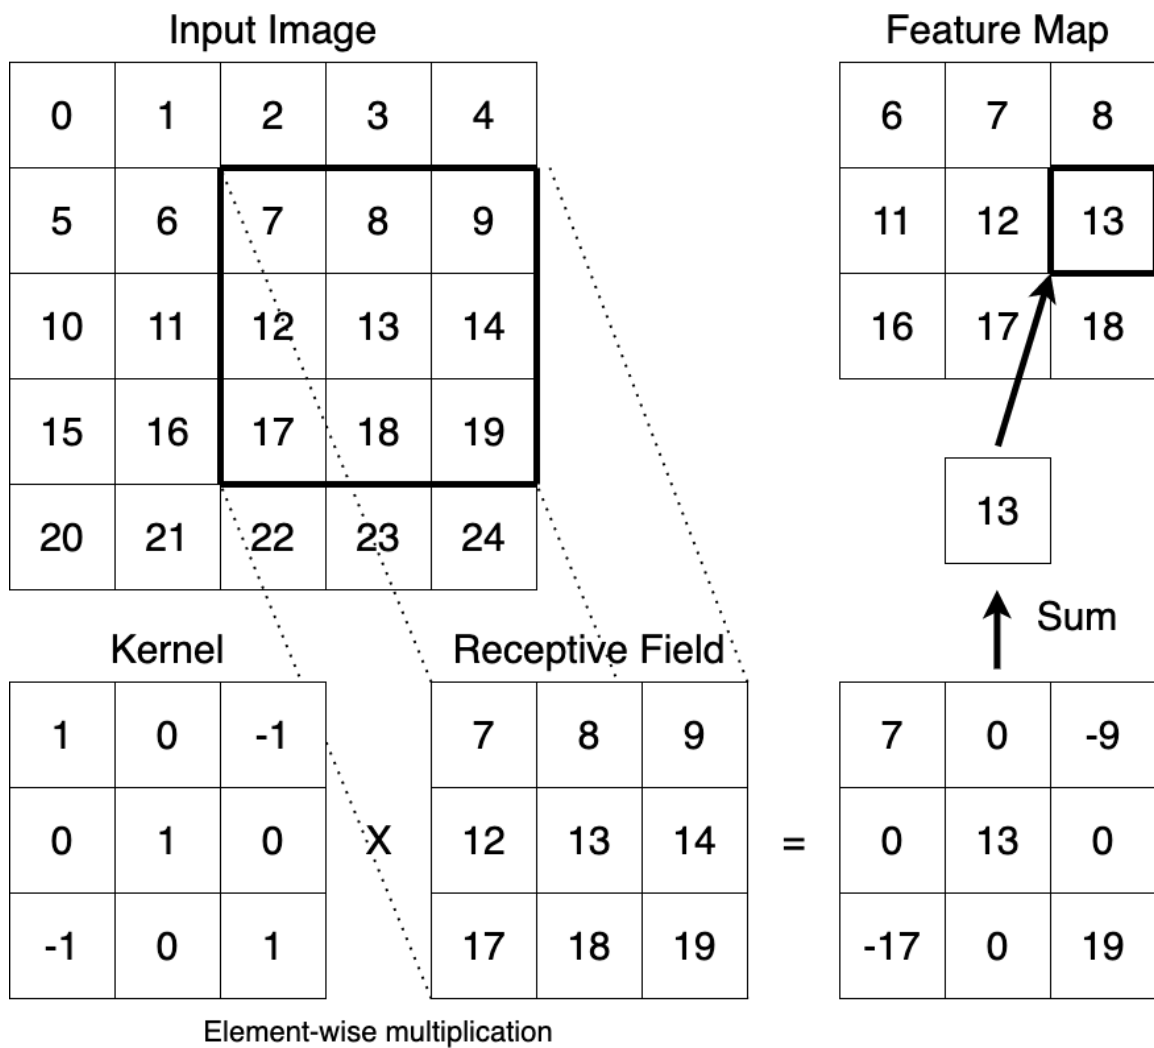 Input Image
0 1 2 3 4
5 6 7 8 9
10 11 12 13 14
15 16 17 18 19
20 21 22 23 24
Feature Map
6 7 8
11 12 13
16 17 18
13
Sum
Kernel
1 0 -1
0 1 0
-1 0 1
X
Receptive Field
7 8 9
12 13 14
17 18 19
=
7 0 -9
0 13 0
-17 0 19
Element-wise multiplication